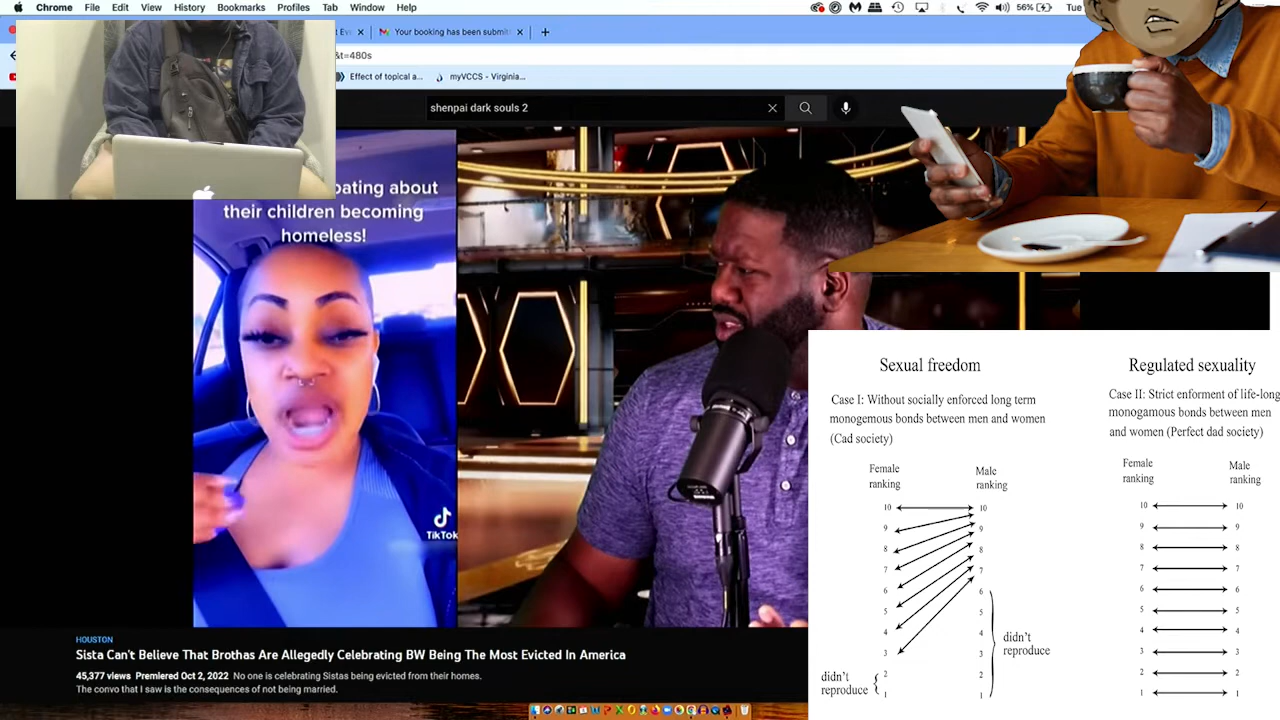 Chrome File Edit View History Bookmarks Profiles Tab Window Help
56% Tue
Your booking has been submit
&t=480s
Effect of topical a... myVCCS - Virginia...
shenpai dark souls 2
oating about
their children becoming
homeless!
TikTok
HOUSTON
Sista Can't Believe That Brothas Are Allegedly Celebrating BW Being The Most Evicted In America
45,377 views Premiered Oct 2, 2022 No one is celebrating Sistas being evicted from their homes.
The convo that I saw is the consequences of not being married.
Sexual freedom
Case I: Without socially enforced long term
monogemous bonds between men and women
(Cad society)
Female
ranking
Male
ranking
10 10
9 9
8 8
7 7
6 6
5 5
4 4
3 3
2 2
1 1
didn't
reproduce
didn't
reproduce
Regulated sexuality
Case II: Strict enforment of life-long
monogamous bonds between men
and women (Perfect dad society)
Female
ranking
Male
ranking
10 10
9 9
8 8
7 7
6 6
5 5
4 4
3 3
2 2
1 1